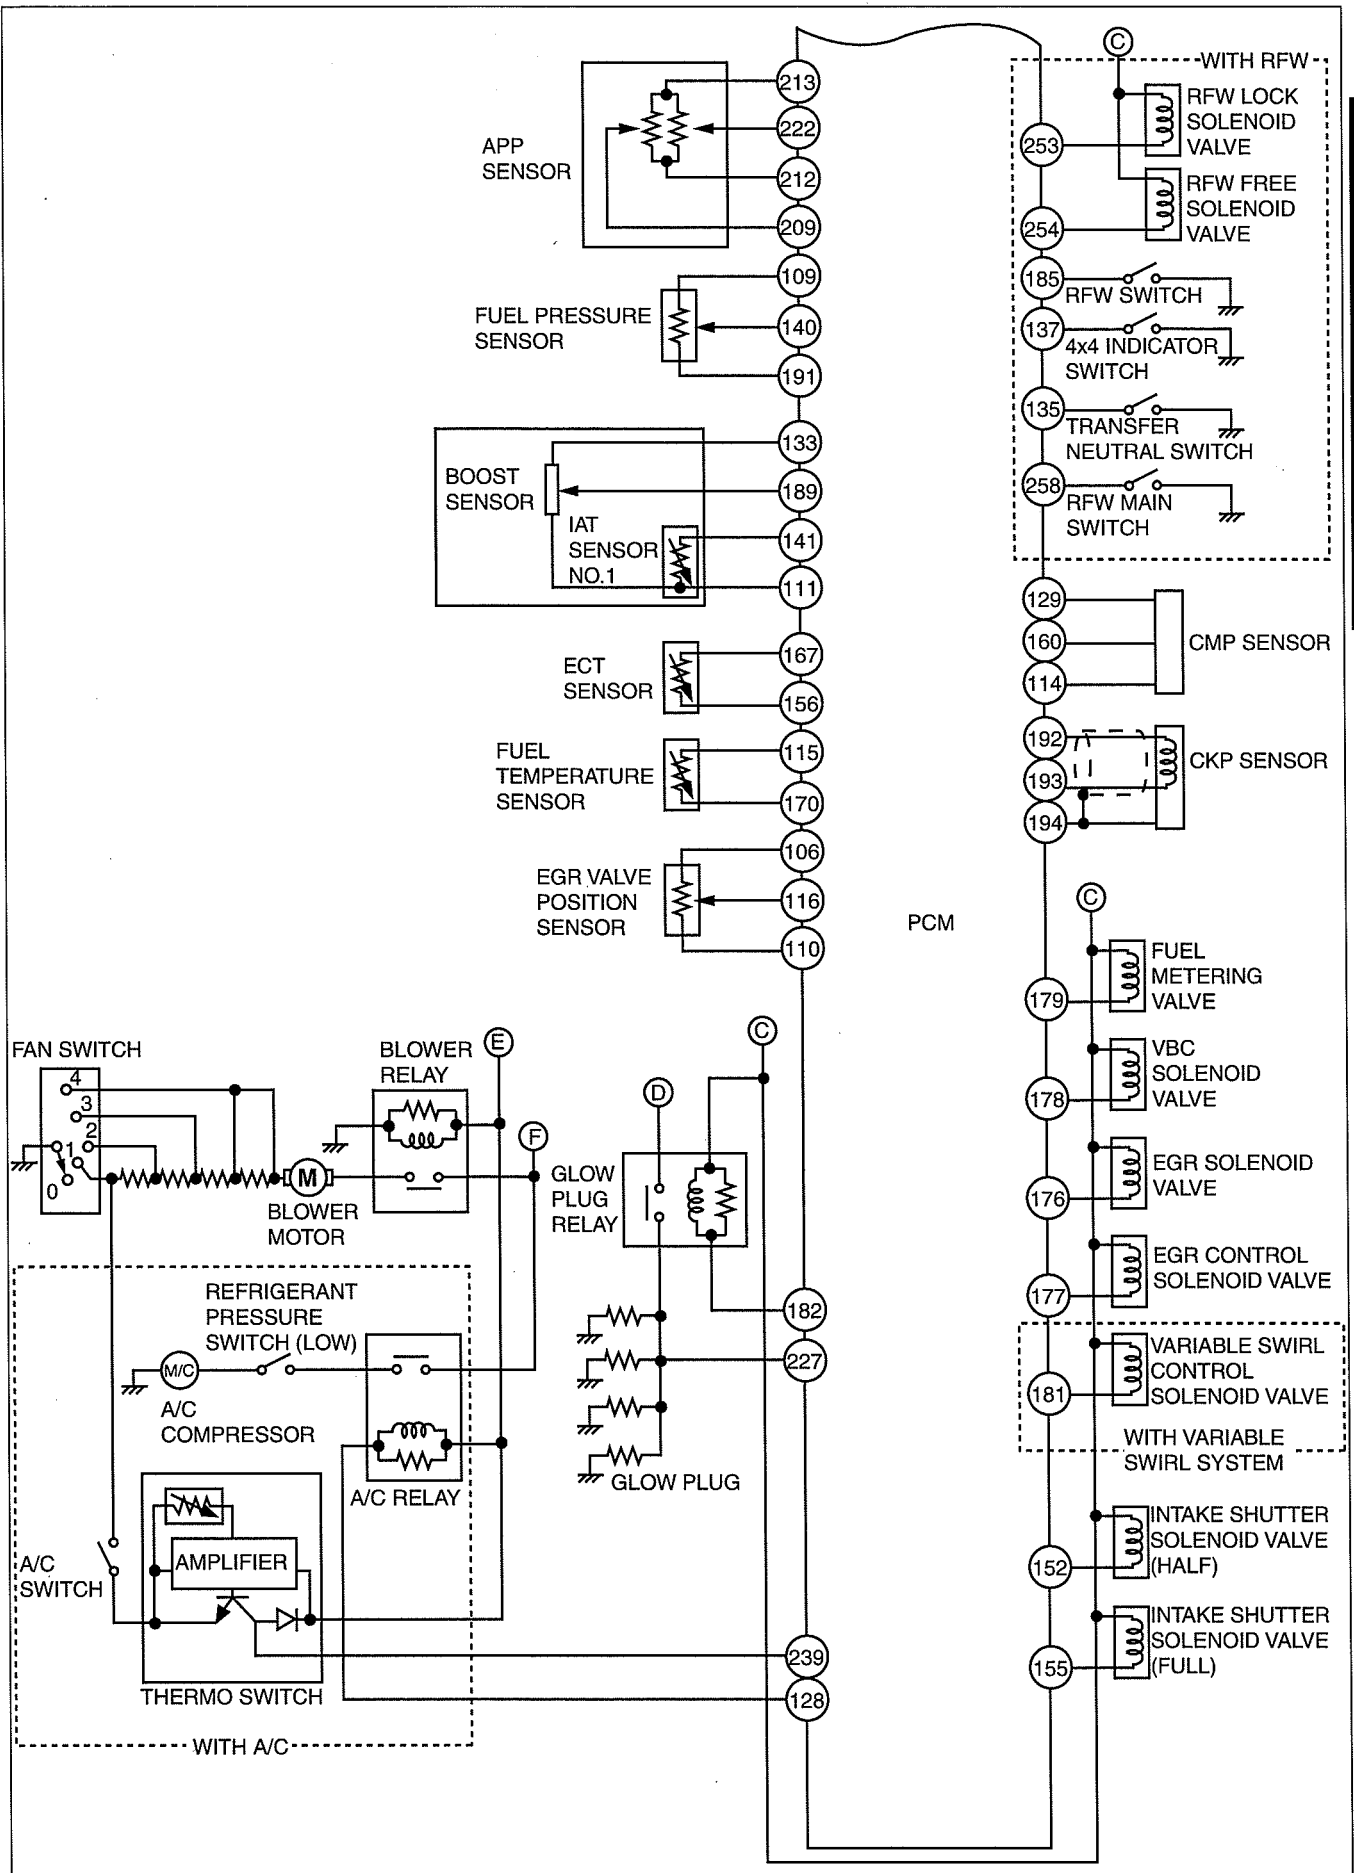 C
WITH RFW
213
222
212
209
APP
SENSOR
253
RFW LOCK
SOLENOID
VALVE
254
RFW FREE
SOLENOID
VALVE
109
140
191
FUEL PRESSURE
SENSOR
185
RFW SWITCH
137
4x4 INDICATOR
SWITCH
135
TRANSFER
NEUTRAL SWITCH
258
RFW MAIN
SWITCH
133
189
141
111
BOOST
SENSOR
IAT
SENSOR
NO.1
129
160
114
CMP SENSOR
167
156
ECT
SENSOR
192
193
194
CKP SENSOR
115
170
FUEL
TEMPERATURE
SENSOR
106
116
110
EGR VALVE
POSITION
SENSOR
PCM
C
179
FUEL
METERING
VALVE
178
VBC
SOLENOID
VALVE
176
EGR SOLENOID
VALVE
177
EGR CONTROL
SOLENOID VALVE
181
VARIABLE SWIRL
CONTROL
SOLENOID VALVE
WITH VARIABLE
SWIRL SYSTEM
152
INTAKE SHUTTER
SOLENOID VALVE
(HALF)
155
INTAKE SHUTTER
SOLENOID VALVE
(FULL)
FAN SWITCH
4
3
2
1
0
M
BLOWER
MOTOR
BLOWER
RELAY
E
F
D
C
GLOW
PLUG
RELAY
182
227
GLOW PLUG
REFRIGERANT
PRESSURE
SWITCH (LOW)
M/C
A/C
COMPRESSOR
A/C RELAY
A/C
SWITCH
AMPLIFIER
THERMO SWITCH
239
128
WITH A/C